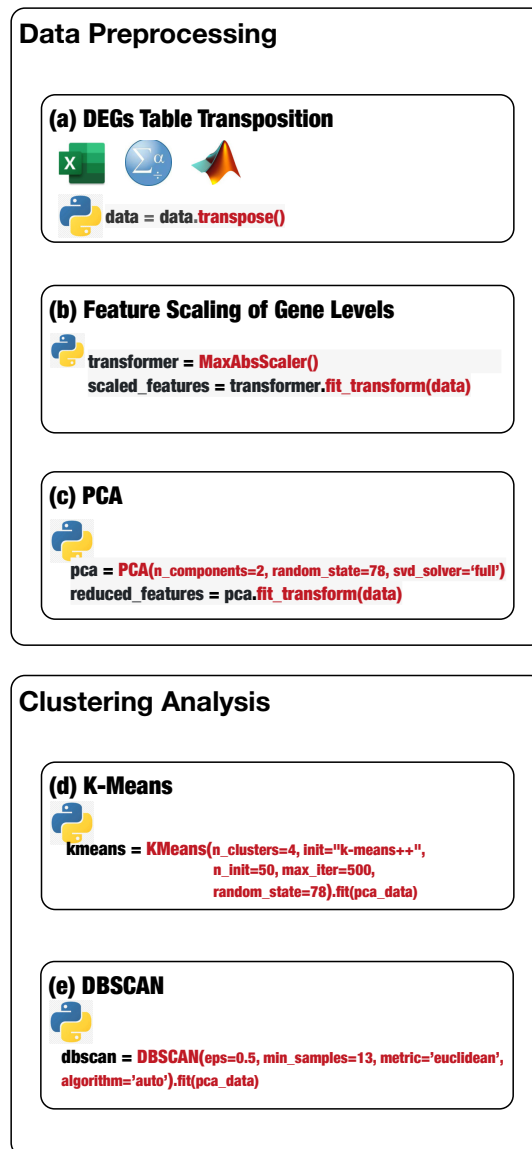 Data Preprocessing
(a) DEGs Table Transposition
X
Σ α ÷
data = data.transpose()
(b) Feature Scaling of Gene Levels
transformer = MaxAbsScaler()
scaled_features = transformer.fit_transform(data)
(c) PCA
pca = PCA(n_components=2, random_state=78, svd_solver=‘full’)
reduced_features = pca.fit_transform(data)
Clustering Analysis
(d) K-Means
kmeans = KMeans(n_clusters=4, init="k-means++",
n_init=50, max_iter=500,
random_state=78).fit(pca_data)
(e) DBSCAN
dbscan = DBSCAN(eps=0.5, min_samples=13, metric=’euclidean’,
algorithm=’auto’).fit(pca_data)